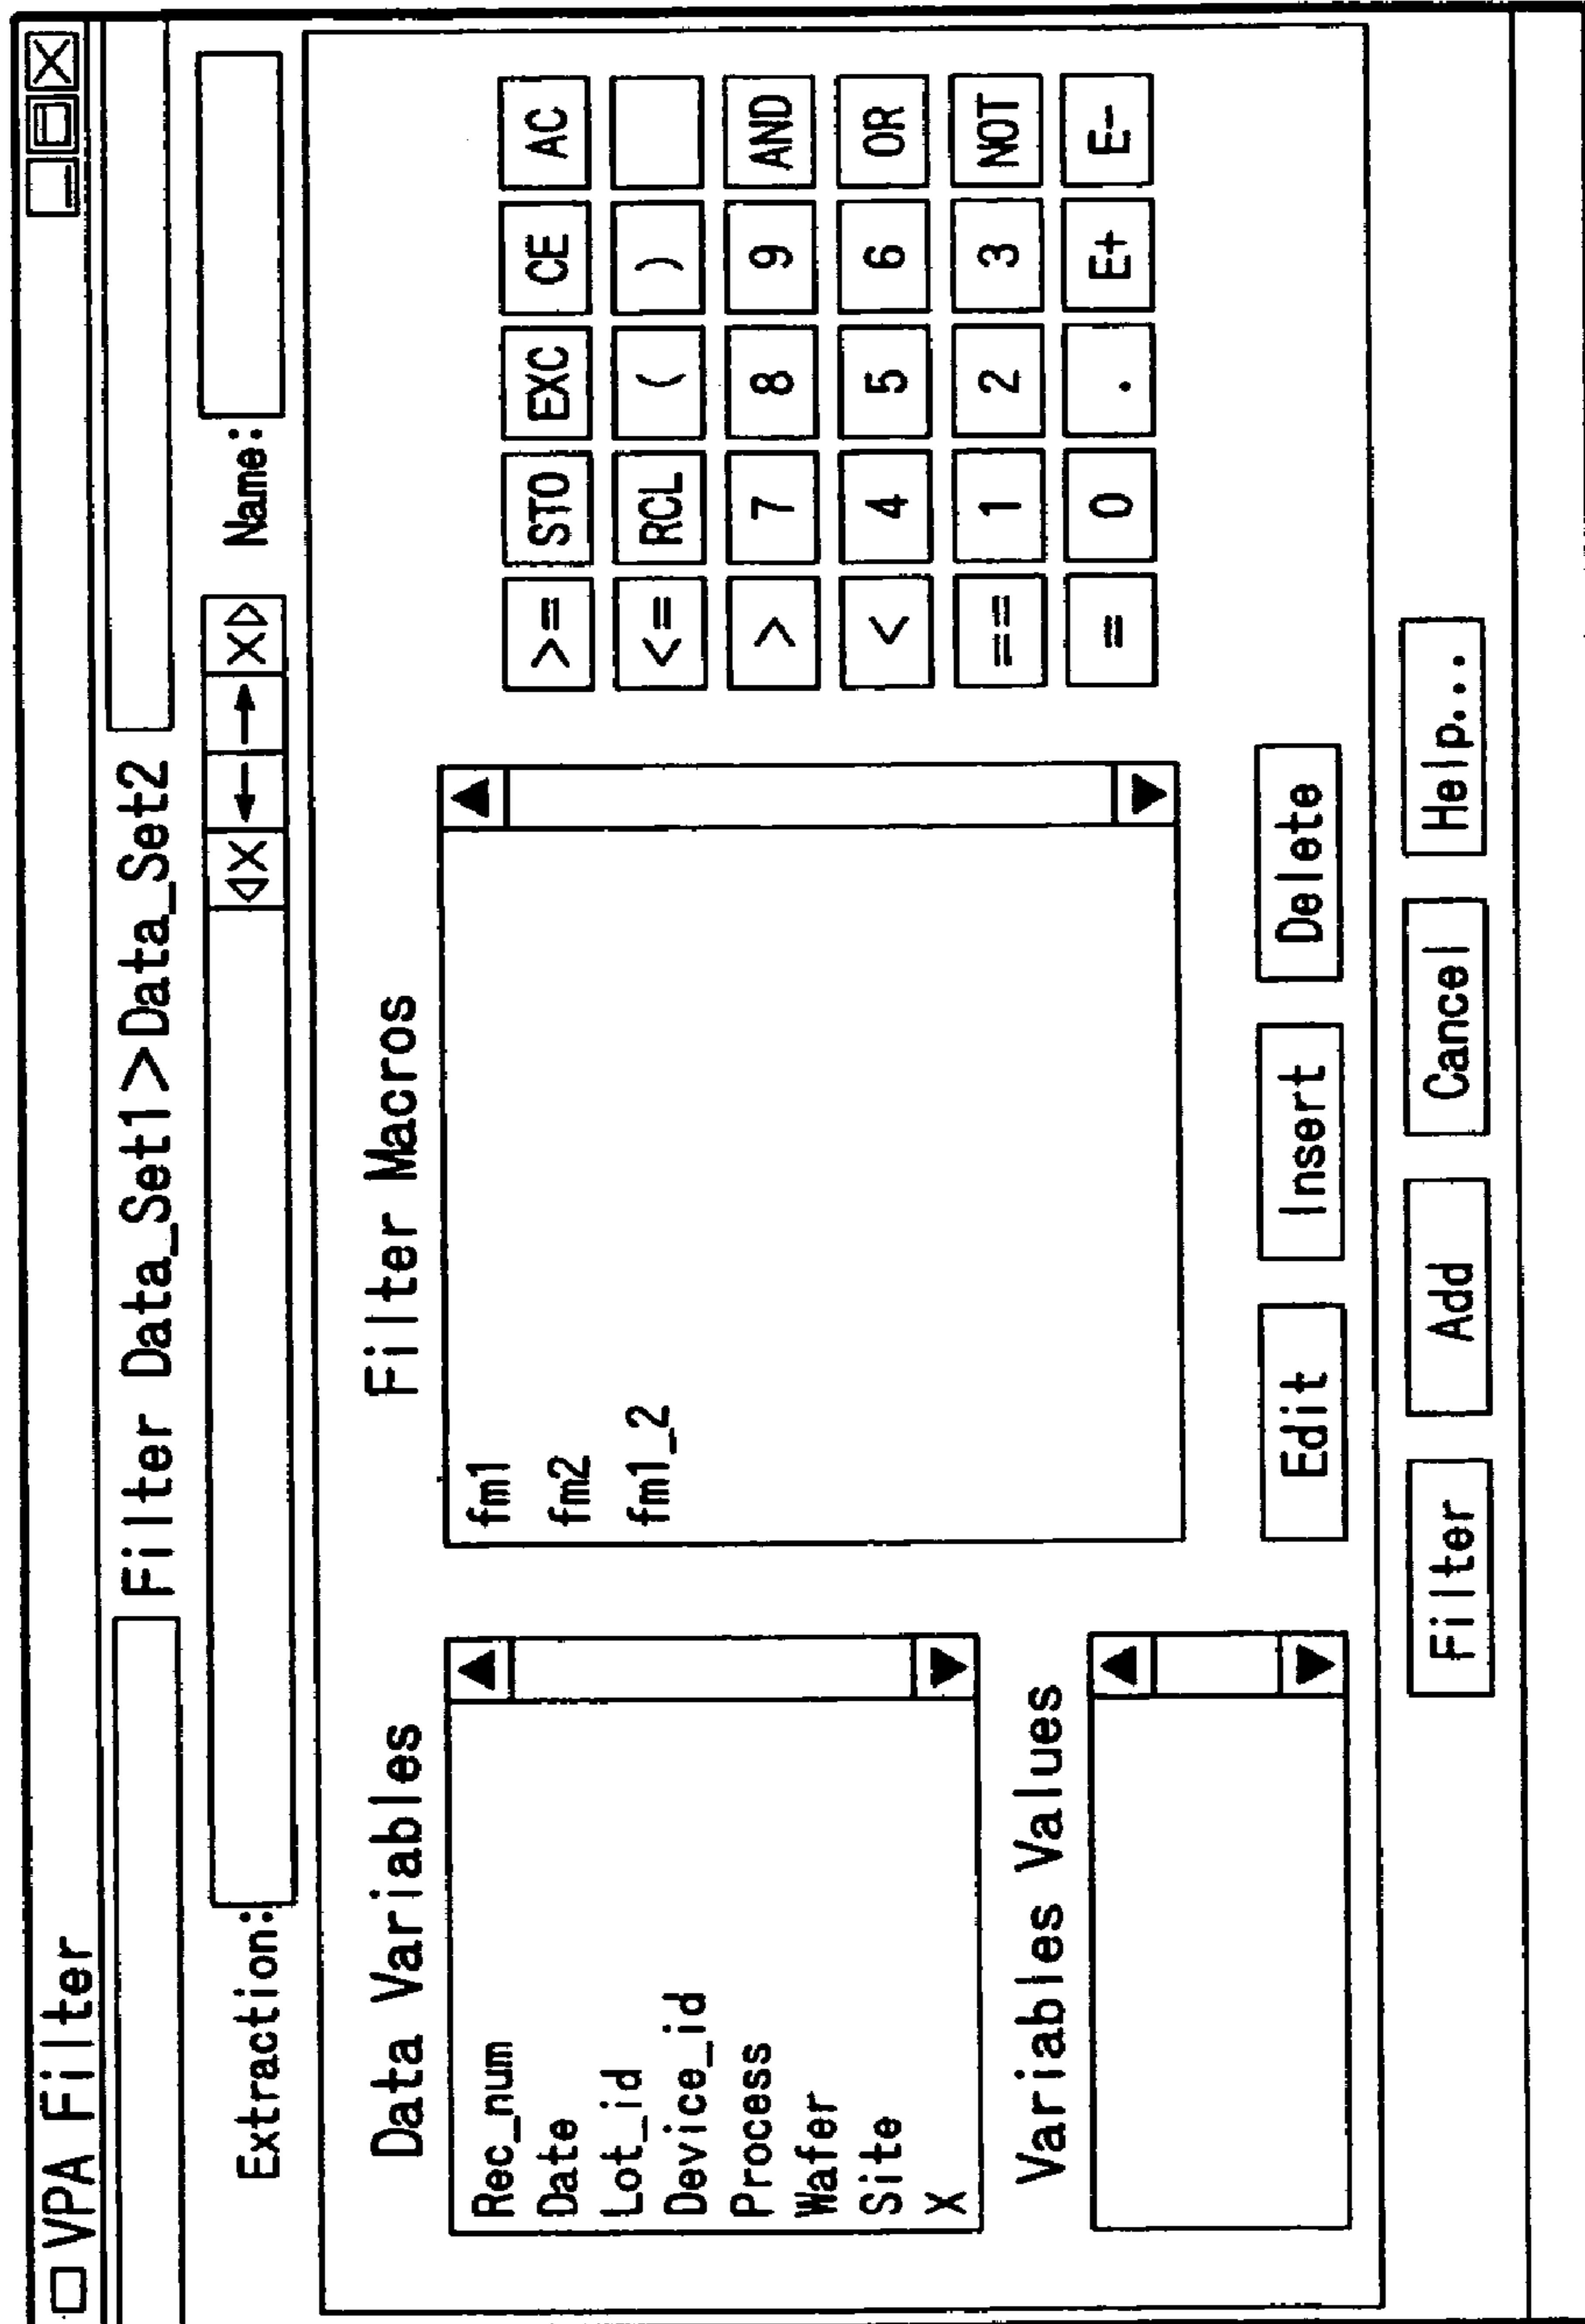 VPA Filter
Filter Data_Set1>Data_Set2
Extraction:
Name:
Data Variables
Rec_num
Date
Lot_id
Device_id
Process
Wafer
Site
X
Variables Values
Filter Macros
fm1
fm2
fm1_2
Edit Insert Delete
>= STO EXC CE AC
<= RCL ( )
> 7 8 9 AND
< 4 5 6 OR
== 1 2 3 NOT
= 0 . E+ E-
Filter Add Cancel Help...